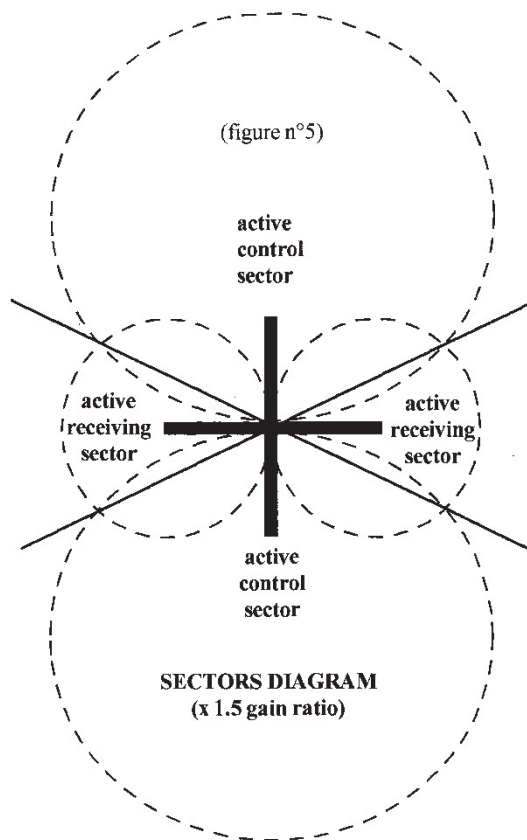 (figure n°5)
active
control
sector
active
receiving
sector
active
receiving
sector
active
control
sector
SECTORS DIAGRAM
(x 1.5 gain ratio)